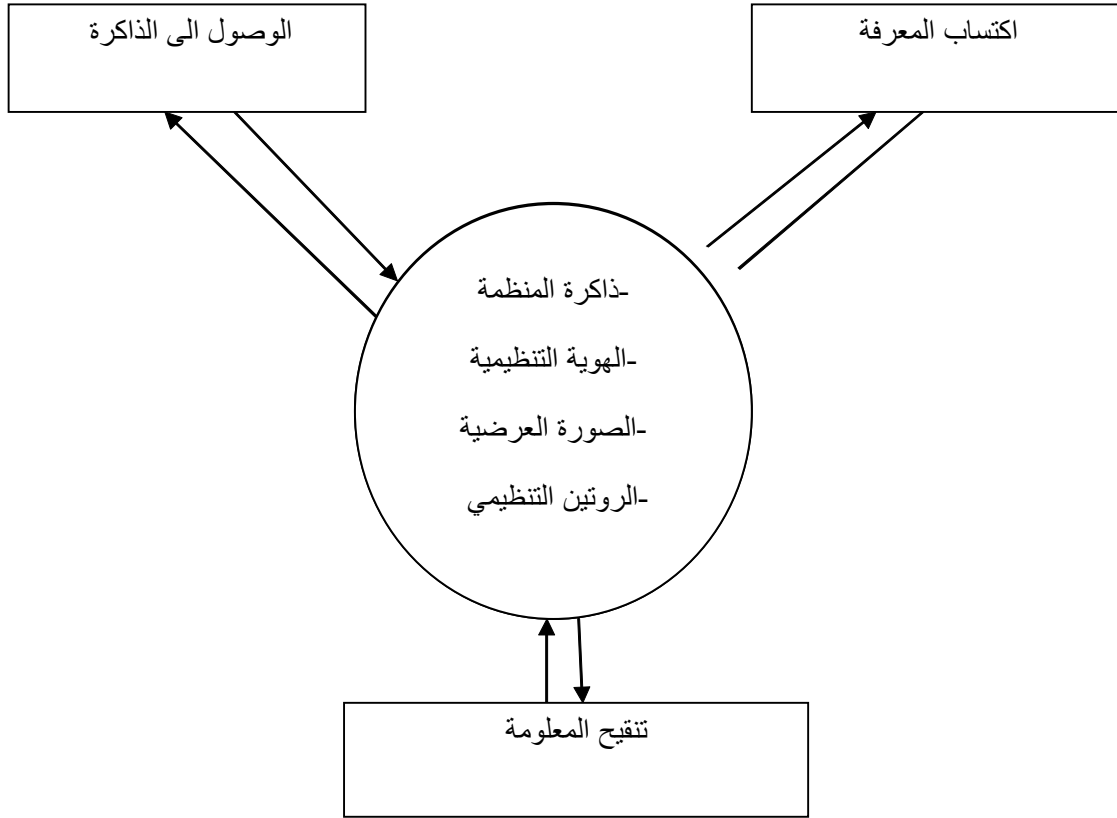 اكتساب المعرفة
الوصول الى الذاكرة
-ذاكرة المنظمة
-الهوية التنظيمية
-الصورة العرضية
-الروتين التنظيمي
تنقيح المعلومة